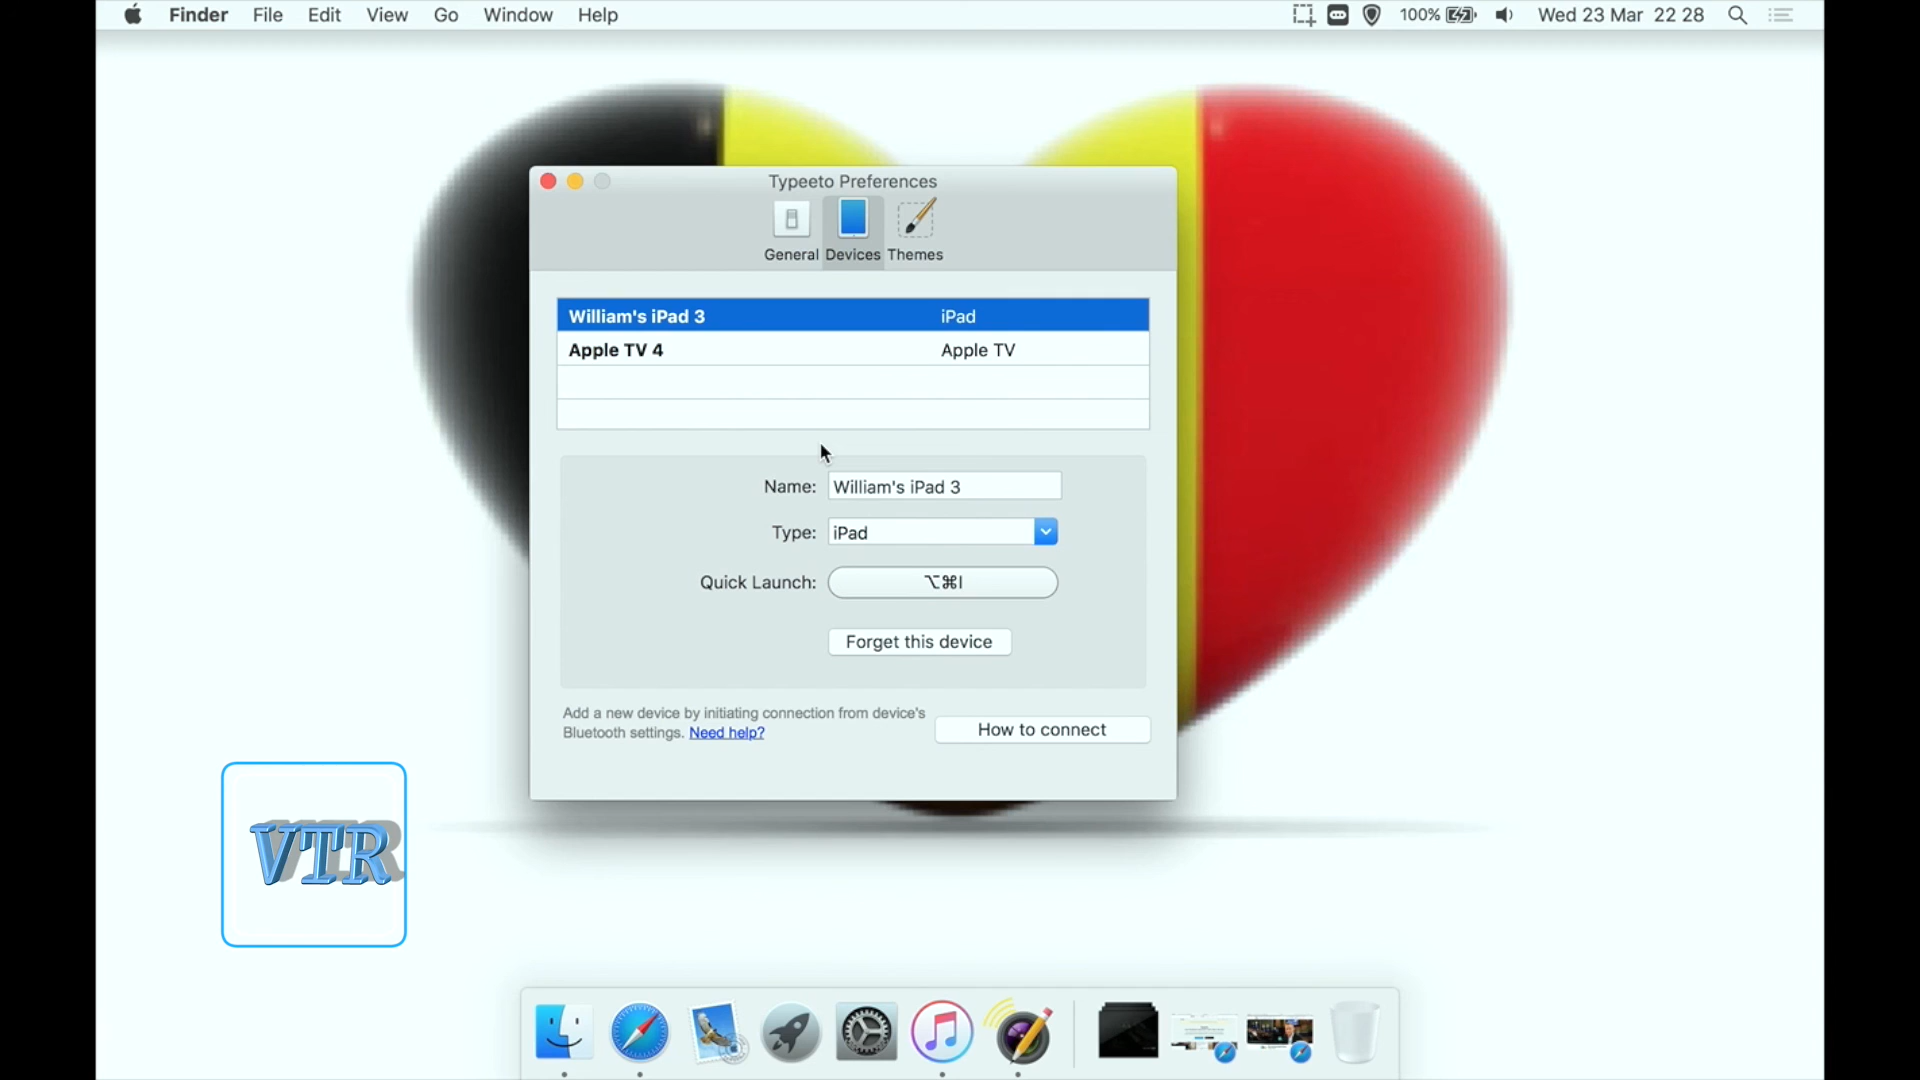 Finder File Edit View Go Window Help 100% Wed 23 Mar 22 28
Typeeto Preferences
General Devices Themes
William's iPad 3 iPad
Apple TV 4 Apple TV
Name: William's iPad 3
Type: iPad
Quick Launch: ⌥⌘I
Forget this device
Add a new device by initiating connection from device's
Bluetooth settings. Need help?
How to connect
VTR